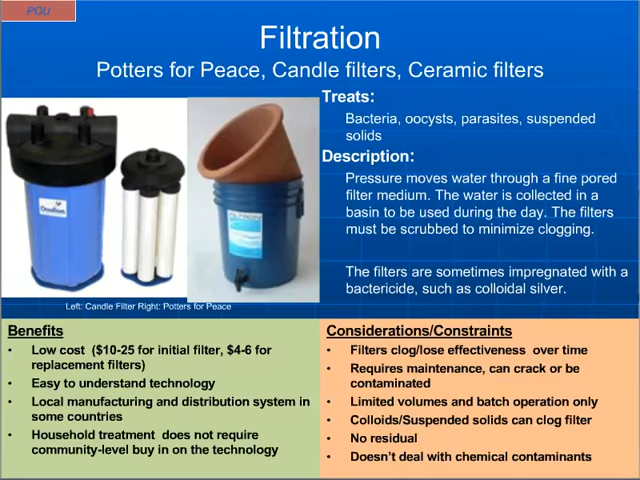 POU
Filtration
Potters for Peace, Candle filters, Ceramic filters
Treats:
Bacteria, oocysts, parasites, suspended
solids
Description:
Pressure moves water through a fine pored
filter medium. The water is collected in a
basin to be used during the day. The filters
must be scrubbed to minimize clogging.
The filters are sometimes impregnated with a
bactericide, such as colloidal silver.
FILTRON
Left: Candle Filter Right: Potters for Peace
Benefits
• Low cost ($10-25 for initial filter, $4-6 for
replacement filters)
• Easy to understand technology
• Local manufacturing and distribution system in
some countries
• Household treatment does not require
community-level buy in on the technology
Considerations/Constraints
• Filters clog/lose effectiveness over time
• Requires maintenance, can crack or be
contaminated
• Limited volumes and batch operation only
• Colloids/Suspended solids can clog filter
• No residual
• Doesn't deal with chemical contaminants